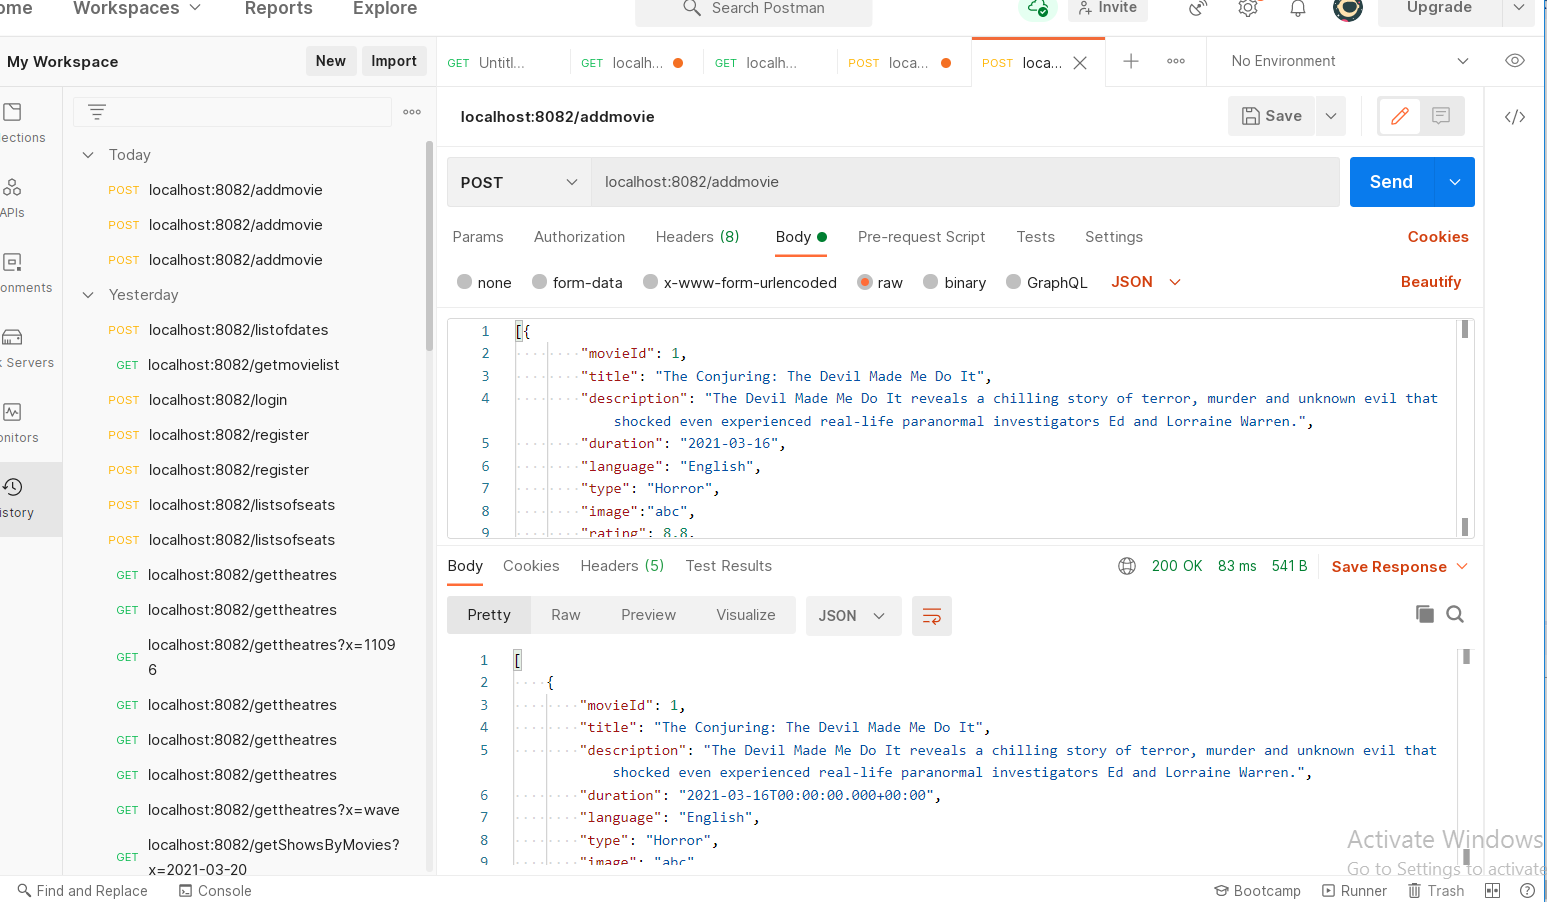 ome Workspaces Reports Explore Search Postman Invite Upgrade
My Workspace New Import
GET Untitl... GET localh... GET localh... POST loca... POST loca... No Environment
lections
APIs
onments
k Servers
onitors
istory
Today
POST localhost:8082/addmovie
POST localhost:8082/addmovie
POST localhost:8082/addmovie
Yesterday
POST localhost:8082/listofdates
GET localhost:8082/getmovielist
POST localhost:8082/login
POST localhost:8082/register
POST localhost:8082/register
POST localhost:8082/listsofseats
POST localhost:8082/listsofseats
GET localhost:8082/gettheatres
GET localhost:8082/gettheatres
GET localhost:8082/gettheatres?x=1109
6
GET localhost:8082/gettheatres
GET localhost:8082/gettheatres
GET localhost:8082/gettheatres
GET localhost:8082/gettheatres?x=wave
GET localhost:8082/getShowsByMovies?
x=2021-03-20
localhost:8082/addmovie Save
POST localhost:8082/addmovie Send
Params Authorization Headers (8) Body Pre-request Script Tests Settings Cookies
none form-data x-www-form-urlencoded raw binary GraphQL JSON Beautify
1 [{
2 "movieId": 1,
3 "title": "The Conjuring: The Devil Made Me Do It",
4 "description": "The Devil Made Me Do It reveals a chilling story of terror, murder and unknown evil that
shocked even experienced real-life paranormal investigators Ed and Lorraine Warren.",
5 "duration": "2021-03-16",
6 "language": "English",
7 "type": "Horror",
8 "image":"abc",
9 "rating": 8.8,
Body Cookies Headers (5) Test Results 200 OK 83 ms 541 B Save Response
Pretty Raw Preview Visualize JSON
1 [
2 {
3 "movieId": 1,
4 "title": "The Conjuring: The Devil Made Me Do It",
5 "description": "The Devil Made Me Do It reveals a chilling story of terror, murder and unknown evil that
shocked even experienced real-life paranormal investigators Ed and Lorraine Warren.",
6 "duration": "2021-03-16T00:00:00.000+00:00",
7 "language": "English",
8 "type": "Horror",
9 "image": "abc"
Activate Windows
Go to Settings to activate
Find and Replace Console Bootcamp Runner Trash